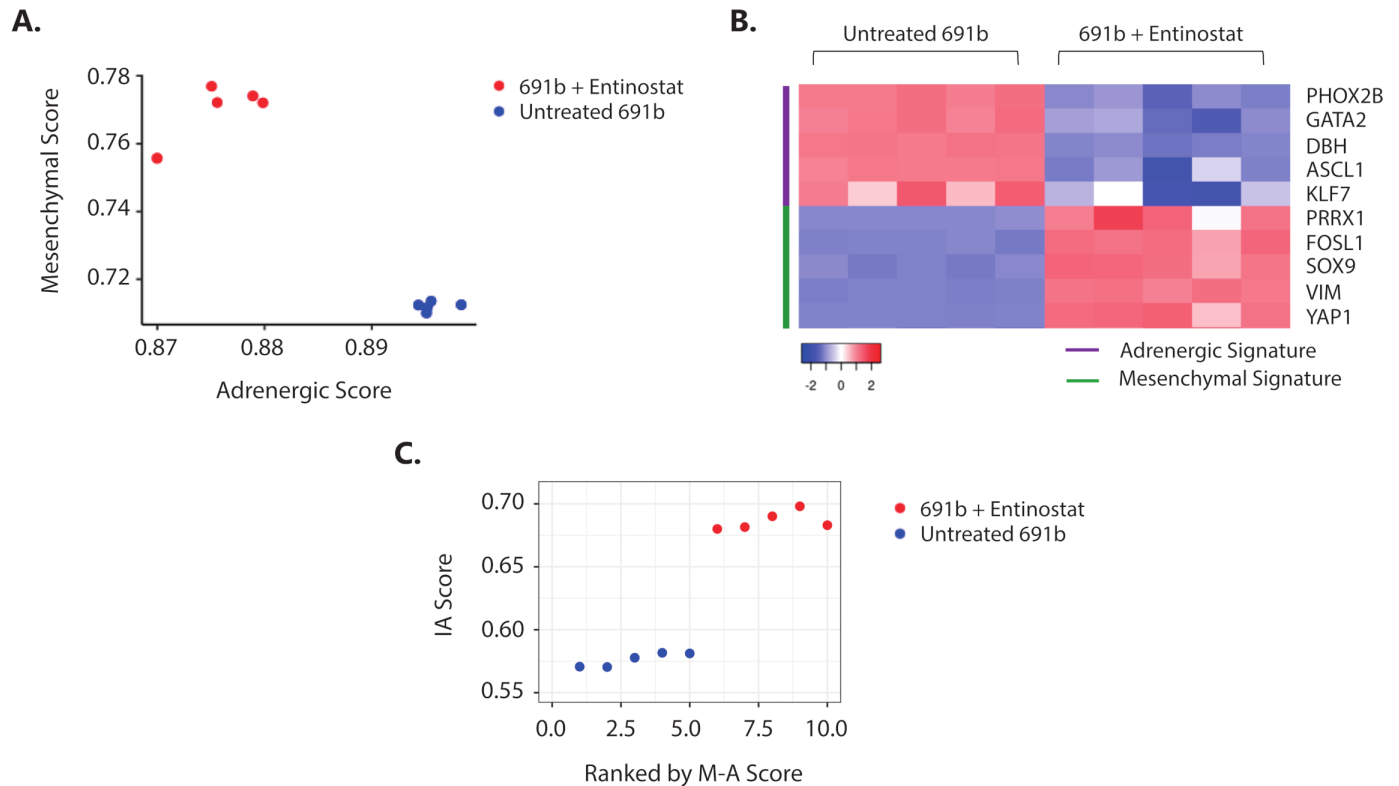 A.
Mesenchymal Score
0.78
0.76
0.74
0.72
0.87 0.88 0.89
Adrenergic Score
691b + Entinostat
Untreated 691b
B.
Untreated 691b 691b + Entinostat
PHOX2B
GATA2
DBH
ASCL1
KLF7
PRRX1
FOSL1
SOX9
VIM
YAP1
-2 0 2
Adrenergic Signature
Mesenchymal Signature
C.
IA Score
0.70
0.65
0.60
0.55
0.0 2.5 5.0 7.5 10.0
Ranked by M-A Score
691b + Entinostat
Untreated 691b